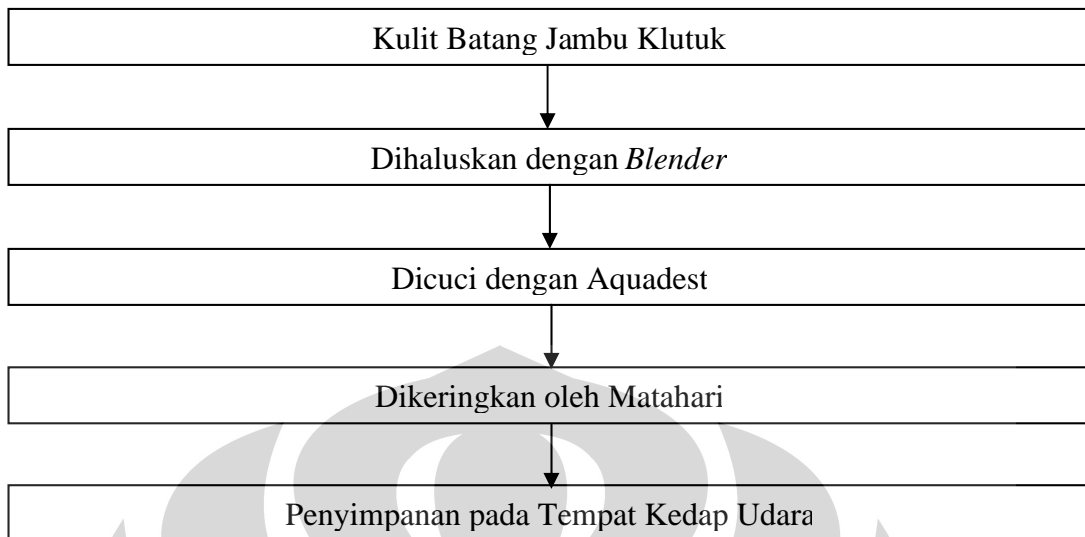 Kulit Batang Jambu Klutuk
Dihaluskan dengan Blender
Dicuci dengan Aquadest
Dikeringkan oleh Matahari
Penyimpanan pada Tempat Kedap Udara